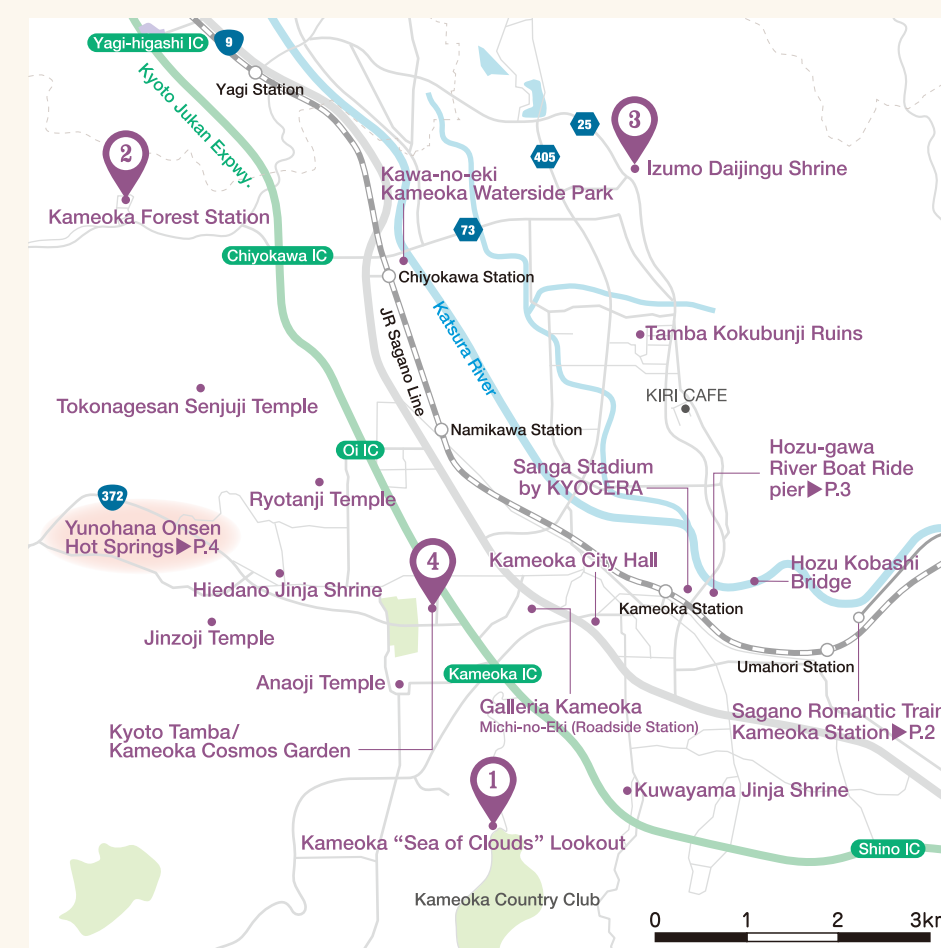 Yagi-higashi IC
9
Yagi Station
Kyoto Jukan Expwy.
2
Kameoka Forest Station
25
3
405
Izumo Daijingu Shrine
Kawa-no-eki
Kameoka Waterside Park
73
Chiyokawa IC
Chiyokawa Station
JR Sagano Line
Katsura River
Tamba Kokubunji Ruins
Tokonagesan Senjuji Temple
KIRI CAFE
Namikawa Station
Oi IC
Sanga Stadium
by KYOCERA
Hozu-gawa
River Boat Ride
pier▶P.3
372
Ryotanji Temple
Yunohana Onsen
Hot Springs▶P.4
4
Kameoka City Hall
Hozu Kobashi
Bridge
Hiedano Jinja Shrine
Kameoka Station
Jinzoji Temple
Umahori Station
Anaoji Temple
Kameoka IC
Galleria Kameoka
Michi-no-Eki (Roadside Station)
Sagano Romantic Train
Kameoka Station▶P.2
Kyoto Tamba/
Kameoka Cosmos Garden
1
Kuwayama Jinja Shrine
Kameoka “Sea of Clouds” Lookout
Shino IC
Kameoka Country Club
0 1 2 3km